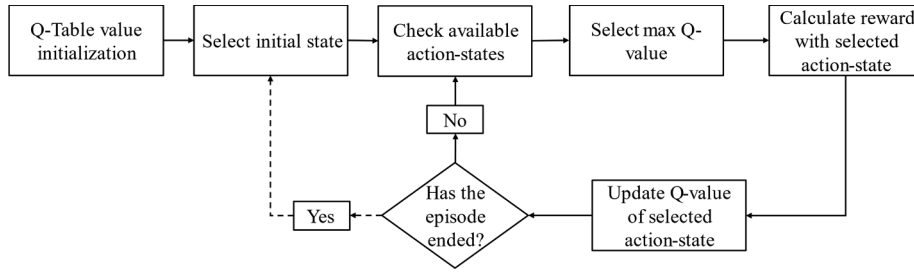 Q-Table value
initialization
Select initial state
Check available
action-states
Select max Q-
value
Calculate reward
with selected
action-state
No
Has the
episode
ended?
Yes
Update Q-value
of selected
action-state